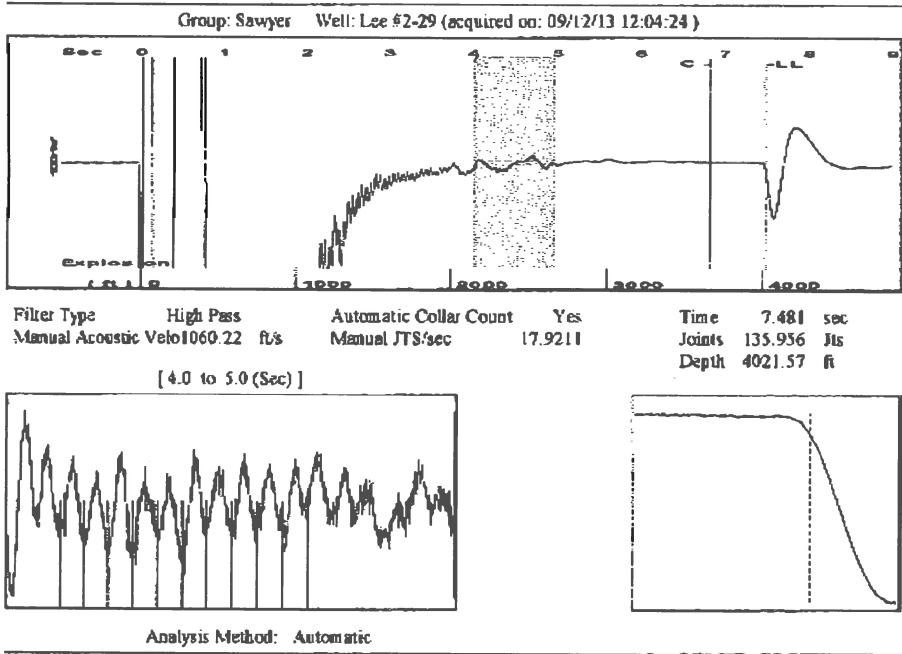 Group: Sawyer Well: Lee #2-29 (acquired on: 09/12/13 12:04:24 )
Sec 0 1 2 3 4 5 6 7 8 9
C LL
Explosion
( ft ) 0 1000 2000 3000 4000
Filter Type High Pass Automatic Collar Count Yes Time 7.481 sec
Manual Acoustic Velo1060.22 ft/s Manual JTS/sec 17.9211 Joints 135.956 Jts
Depth 4021.57 ft
[ 4.0 to 5.0 (Sec) ]
Analysis Method: Automatic